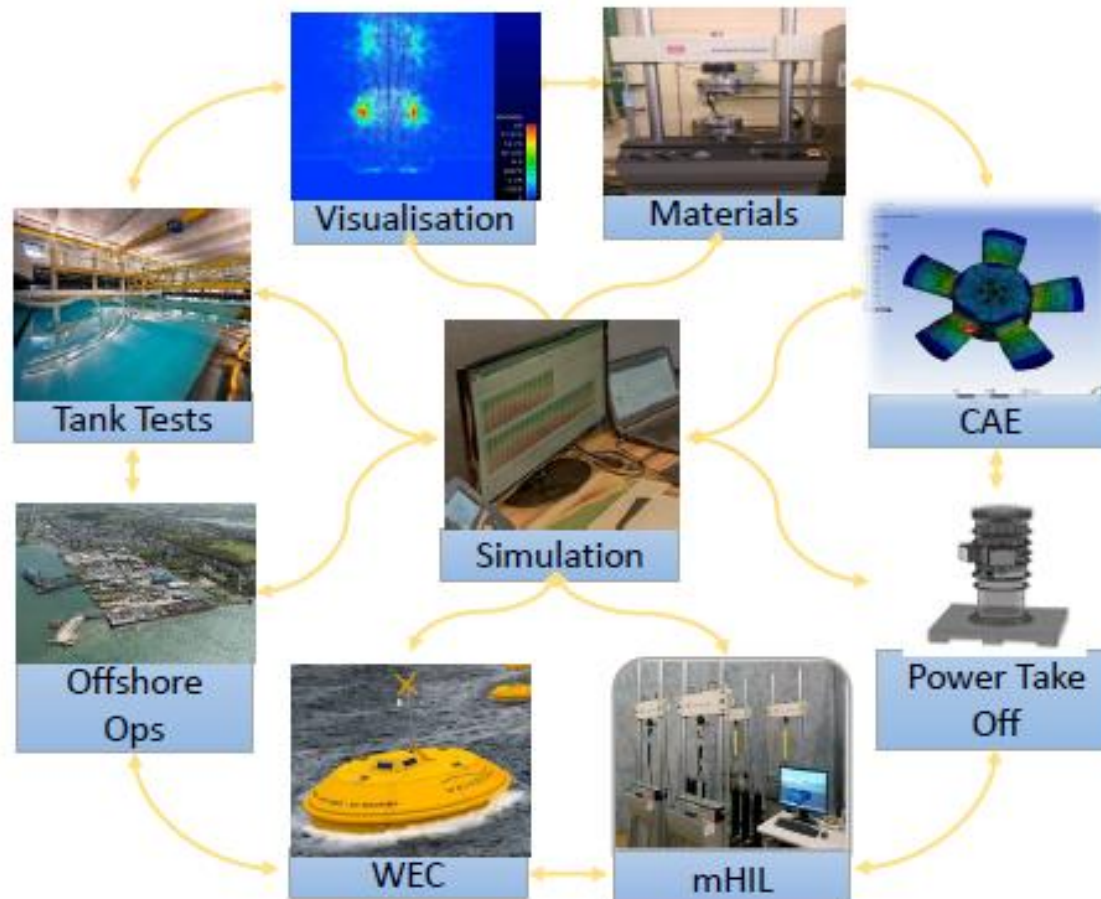 Visualisation
Materials
Tank Tests
CAE
Simulation
Offshore
Ops
Power Take
Off
WEC
mHIL